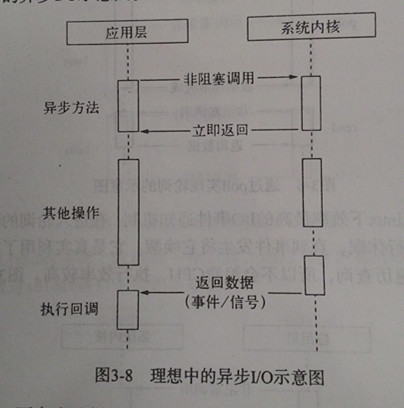 应用层
系统内核
非阻塞调用
异步方法
立即返回
其他操作
返回数据
(事件/信号)
执行回调
图3-8 理想中的异步I/O示意图